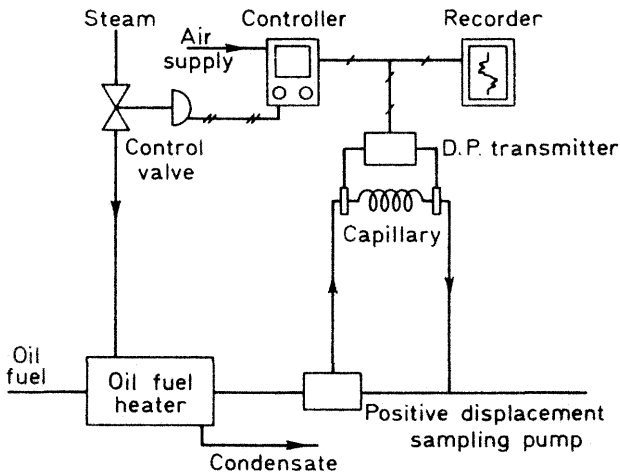 Steam
Controller
Recorder
Air
supply
Control
valve
D.P. transmitter
Capillary
Oil
fuel
Oil fuel
heater
Positive displacement
sampling pump
Condensate